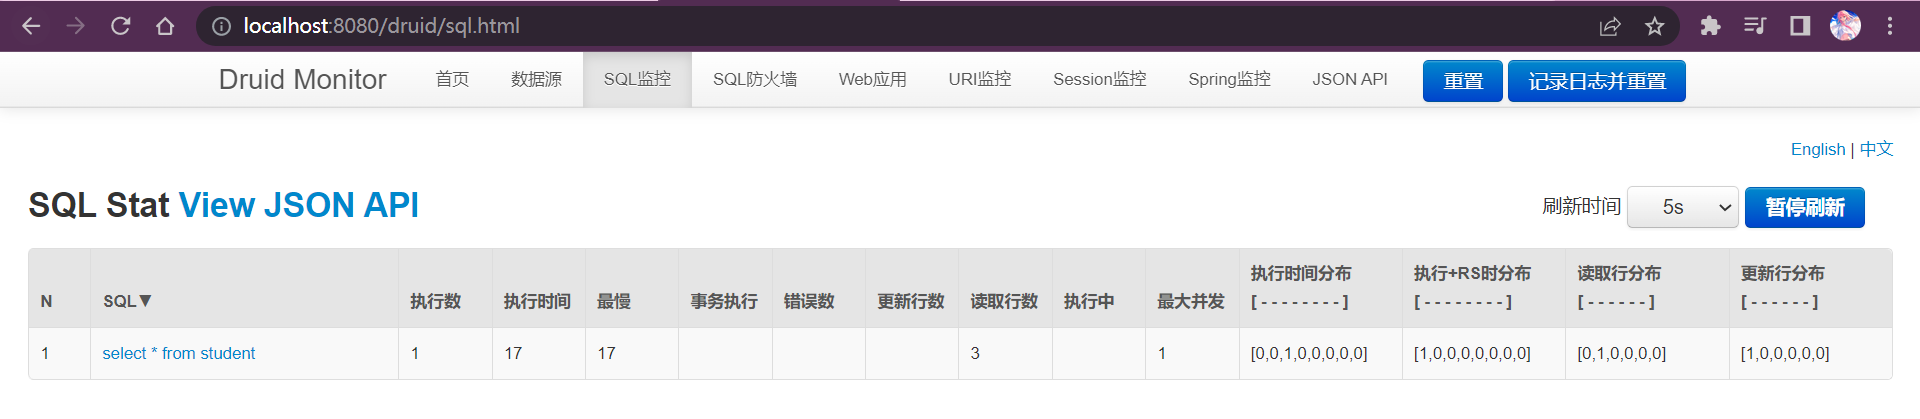 localhost:8080/druid/sql.html
Druid Monitor 首页 数据源 SQL监控 SQL防火墙 Web应用 URI监控 Session监控 Spring监控 JSON API 重置 记录日志并重置
English | 中文
SQL Stat View JSON API 刷新时间 5s 暂停刷新
N SQL▼ 执行数 执行时间 最慢 事务执行 错误数 更新行数 读取行数 执行中 最大并发 执行时间分布 [ - - - - - - - - ] 执行+RS时分布 [ - - - - - - - - ] 读取行分布 [ - - - - - - ] 更新行分布 [ - - - - - - ]
1 select * from student 1 17 17 3 1 [0,0,1,0,0,0,0,0] [1,0,0,0,0,0,0,0] [0,1,0,0,0,0] [1,0,0,0,0,0]